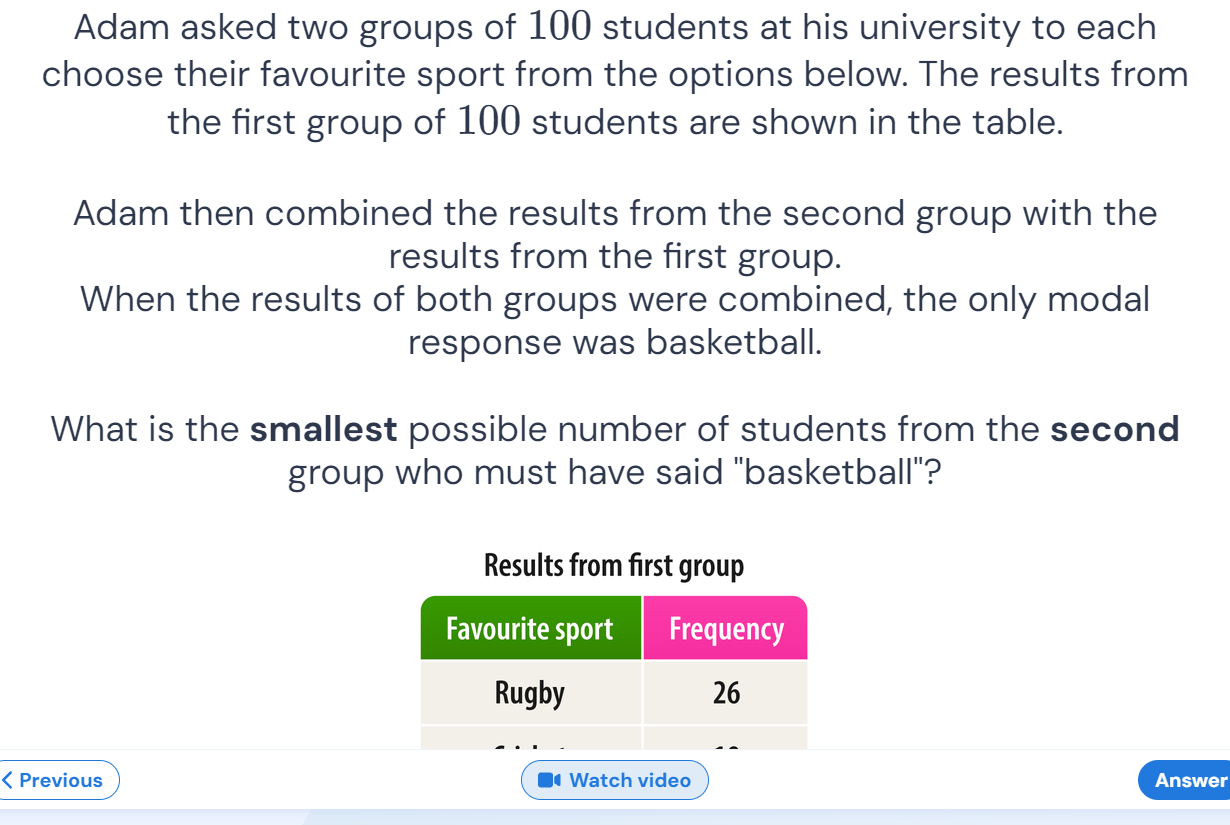 Adam asked two groups of 100 students at his university to each
choose their favourite sport from the options below. The results from
the first group of 100 students are shown in the table.
Adam then combined the results from the second group with the
results from the first group.
When the results of both groups were combined, the only modal
response was basketball.
What is the smallest possible number of students from the second
group who must have said "basketball"?
Results from first group
Favourite sport Frequency
Rugby 26
Previous Watch video Answer